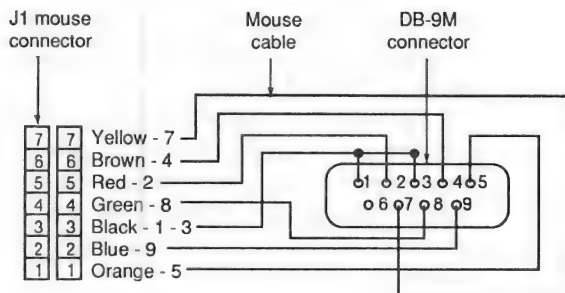 J1 mouse connector
Mouse cable
DB-9M connector
7 7 Yellow - 7
6 6 Brown - 4
5 5 Red - 2
4 4 Green - 8
3 3 Black - 1 - 3
2 2 Blue - 9
1 1 Orange - 5
1 2 3 4 5
6 7 8 9